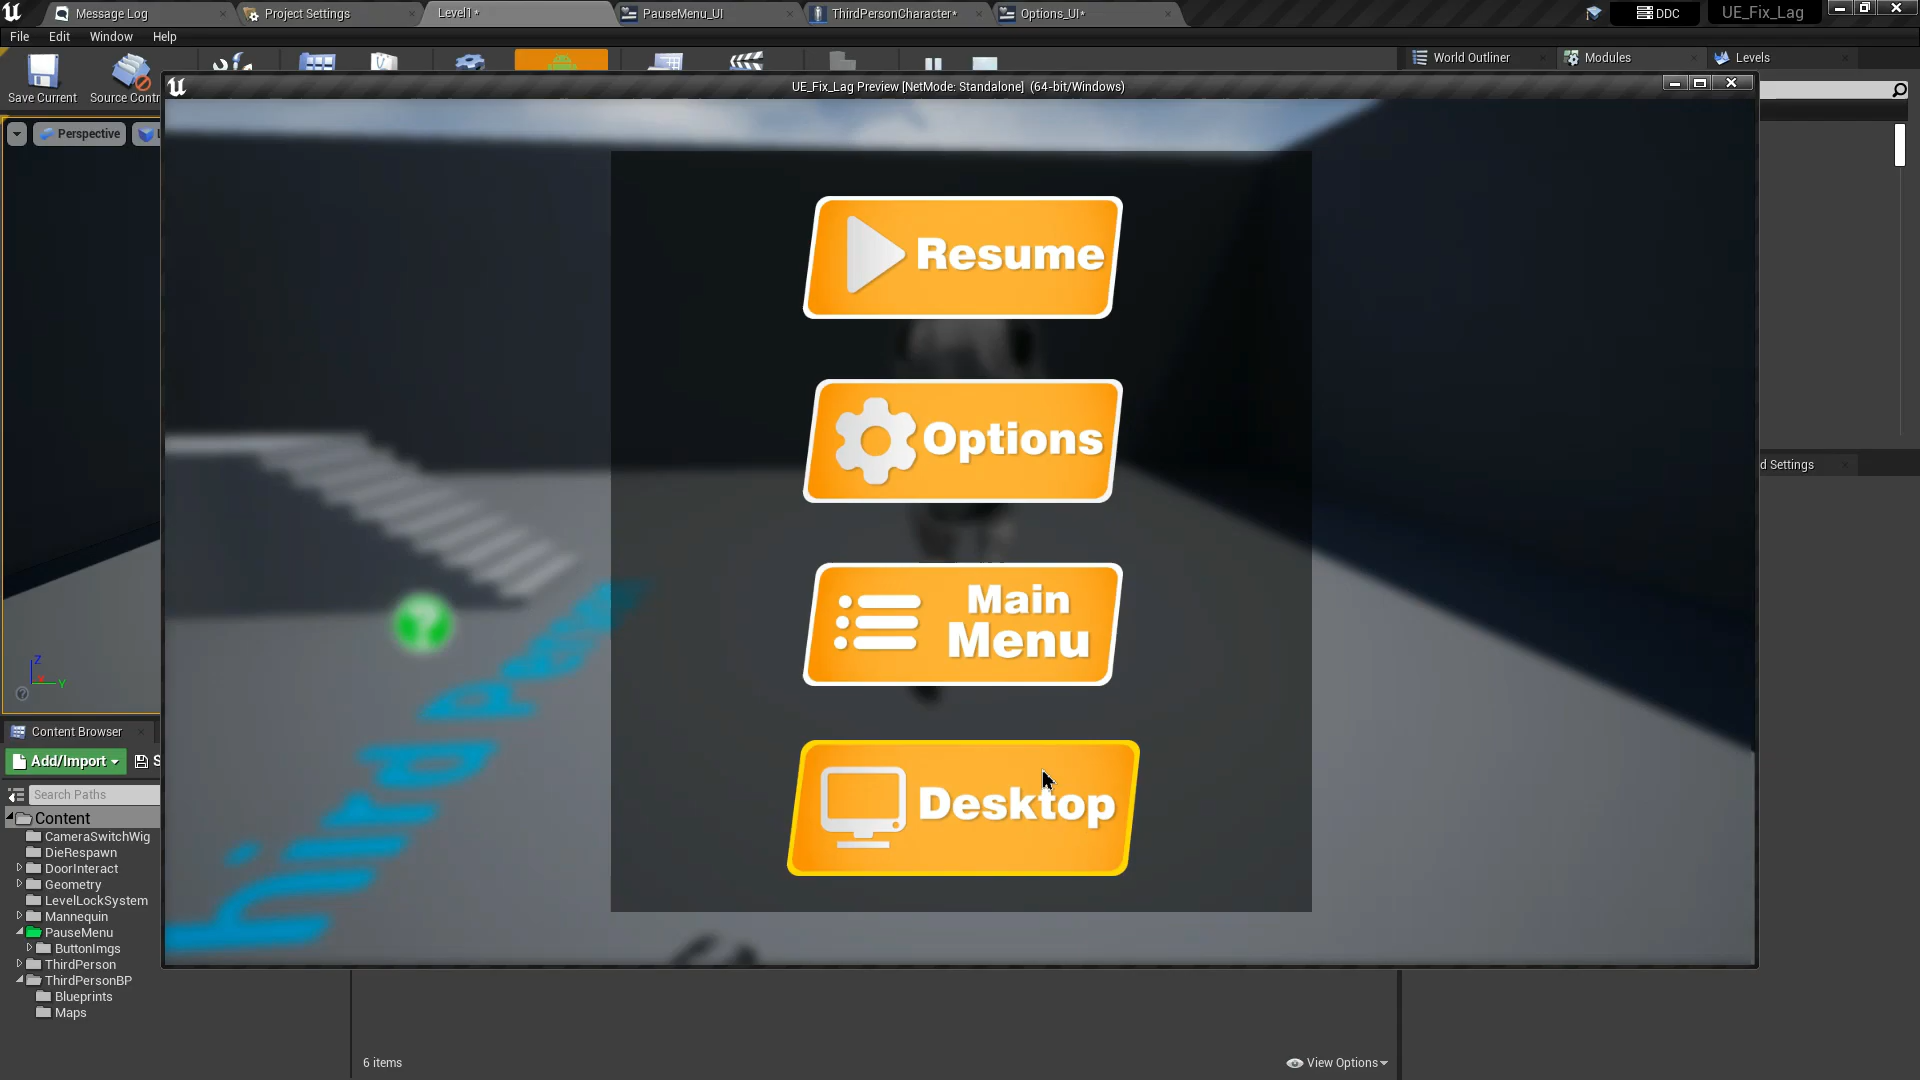 Message Log
Project Settings
Level1*
PauseMenu_UI
ThirdPersonCharacter*
Options_UI*
DDC
UE_Fix_Lag
File
Edit
Window
Help
Save Current
Source Contr
World Outliner
Modules
Levels
UE_Fix_Lag Preview [NetMode: Standalone] (64-bit/Windows)
Perspective
Resume
Options
Main
Menu
Desktop
d Settings
Z
Y
Content Browser
Add/Import
S
Search Paths
Content
CameraSwitchWig
DieRespawn
DoorInteract
Geometry
LevelLockSystem
Mannequin
PauseMenu
ButtonImgs
ThirdPerson
ThirdPersonBP
Blueprints
Maps
6 items
View Options